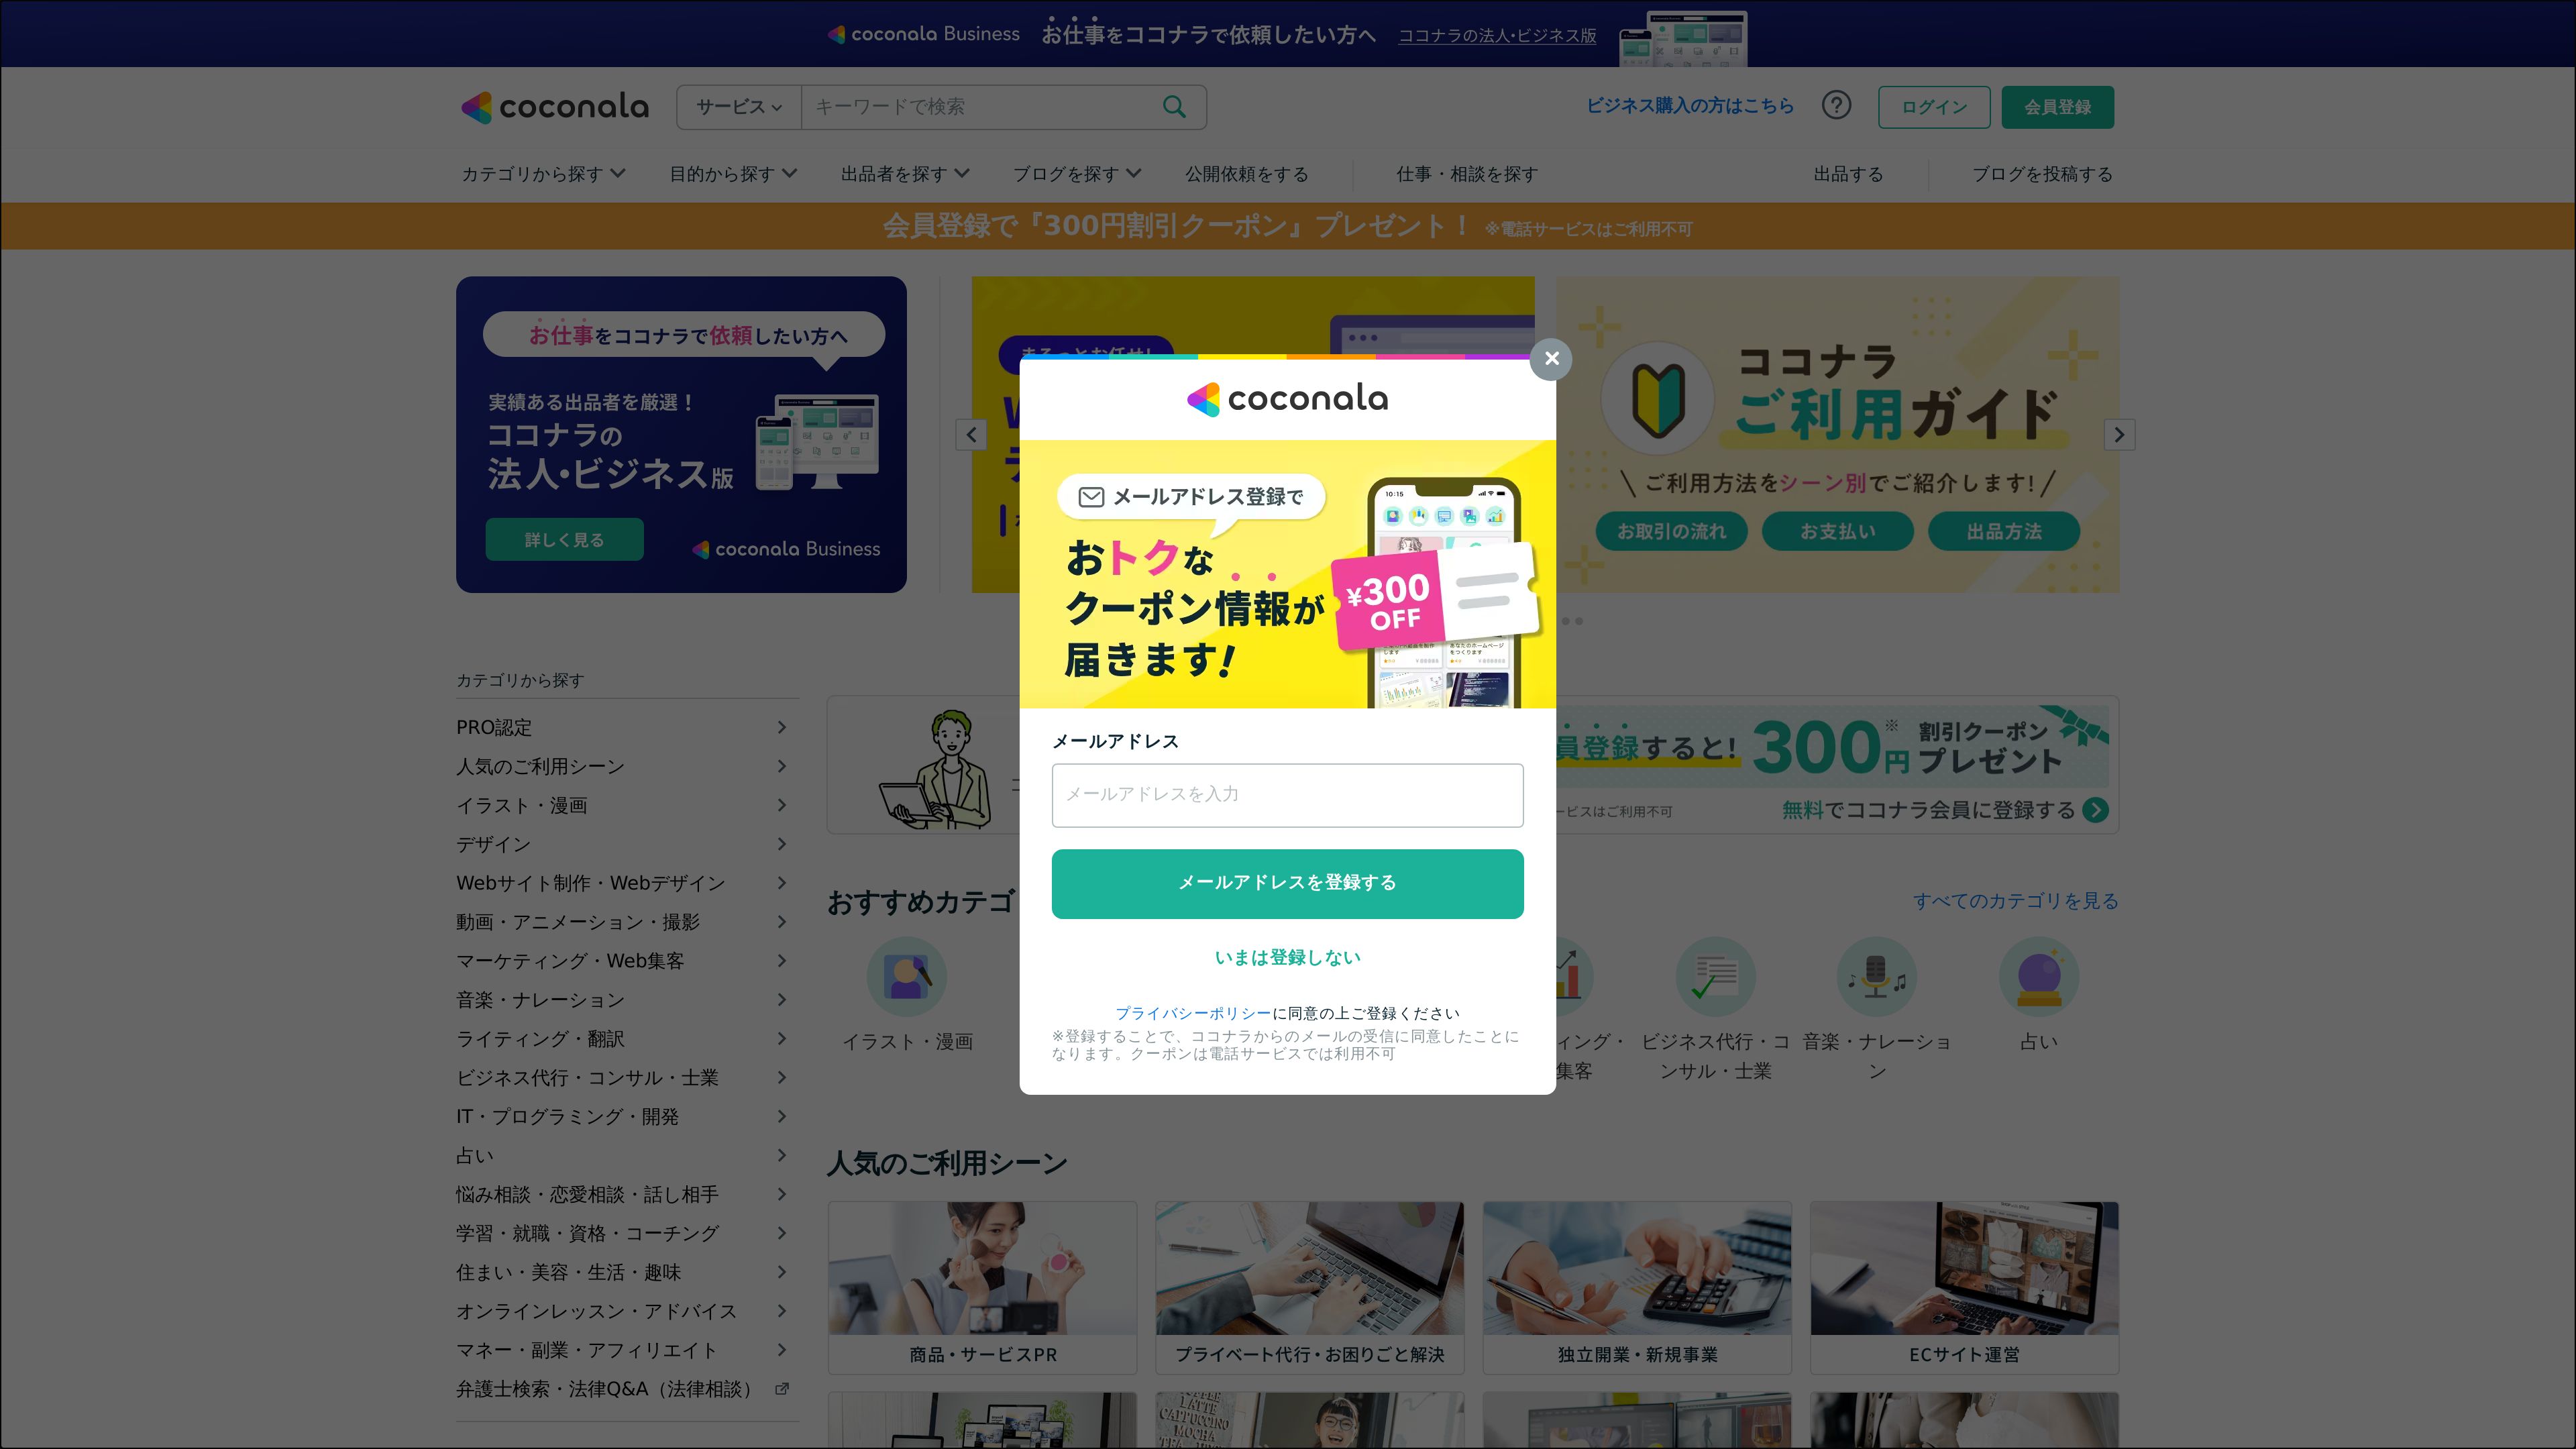 coconala Business お仕事をココナラで依頼したい方へ ココナラの法人・ビジネス版
coconala サービス キーワードで検索 ビジネス購入の方はこちら ? ログイン 会員登録
カテゴリから探す 目的から探す 出品者を探す ブログを探す 公開依頼をする 仕事・相談を探す 出品する ブログを投稿する
会員登録で『300円割引クーポン』プレゼント！ ※電話サービスはご利用不可
お仕事をココナラで依頼したい方へ
実績ある出品者を厳選！
ココナラの
法人・ビジネス版
詳しく見る
coconala Business
まるっとお任せ!
ココナラ
ご利用ガイド
ご利用方法をシーン別でご紹介します!
お取引の流れ お支払い 出品方法
coconala
メールアドレス登録で
おトクな
クーポン情報が
届きます!
10:15
¥300
OFF
メールアドレス
メールアドレスを入力
メールアドレスを登録する
いまは登録しない
プライバシーポリシーに同意の上ご登録ください
※登録することで、ココナラからのメールの受信に同意したことに
なります。クーポンは電話サービスでは利用不可
カテゴリから探す
PRO認定
人気のご利用シーン
イラスト・漫画
デザイン
Webサイト制作・Webデザイン
動画・アニメーション・撮影
マーケティング・Web集客
音楽・ナレーション
ライティング・翻訳
ビジネス代行・コンサル・士業
IT・プログラミング・開発
占い
悩み相談・恋愛相談・話し相手
学習・就職・資格・コーチング
住まい・美容・生活・趣味
オンラインレッスン・アドバイス
マネー・副業・アフィリエイト
弁護士検索・法律Q&A（法律相談）
員登録すると! 300円※ 割引クーポン
プレゼント
ービスはご利用不可 無料でココナラ会員に登録する
おすすめカテゴ
すべてのカテゴリを見る
イラスト・漫画
ィング・
集客
ビジネス代行・コ
ンサル・士業
音楽・ナレーショ
ン
占い
人気のご利用シーン
商品・サービスPR
プライベート代行・お困りごと解決
独立開業・新規事業
ECサイト運営
LATTE
CAPPUCCINO
MOCHA